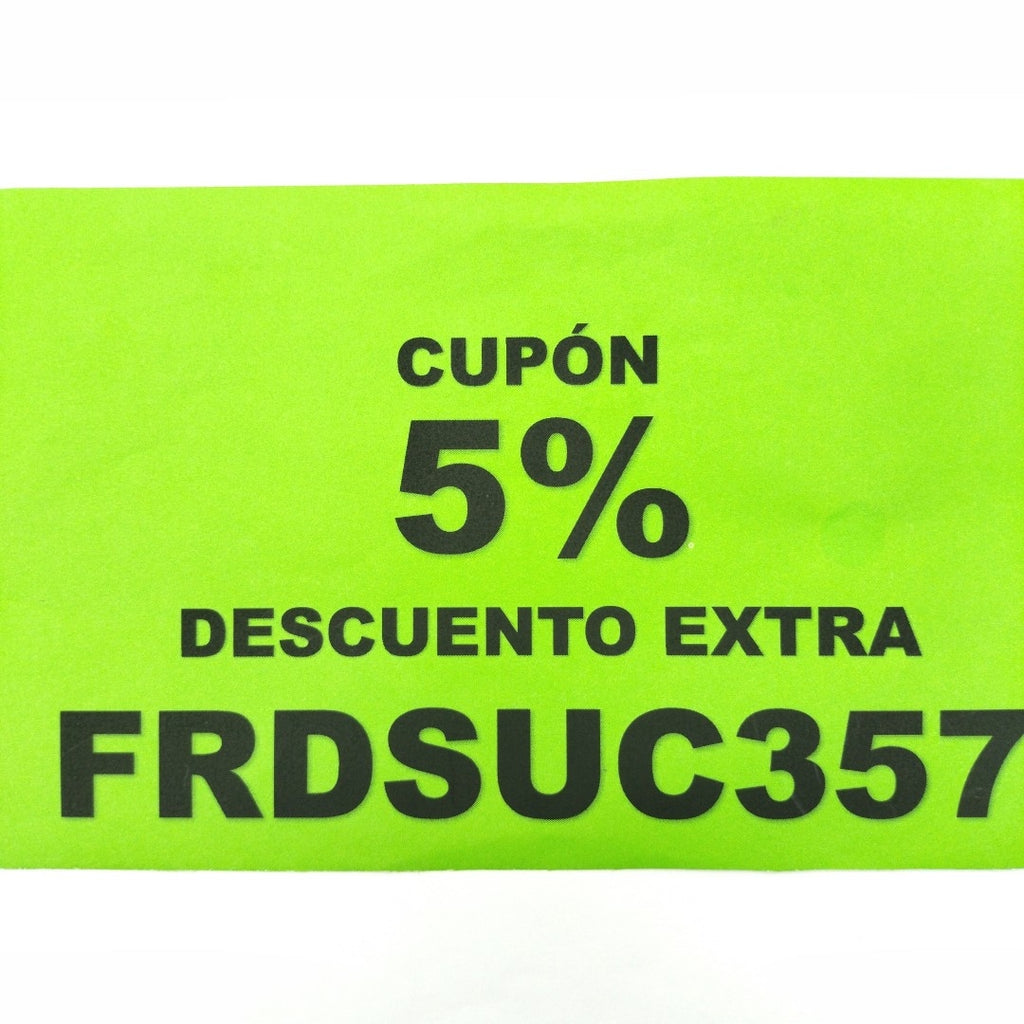 CUPÓN
5%
DESCUENTO EXTRA
FRDSUC357